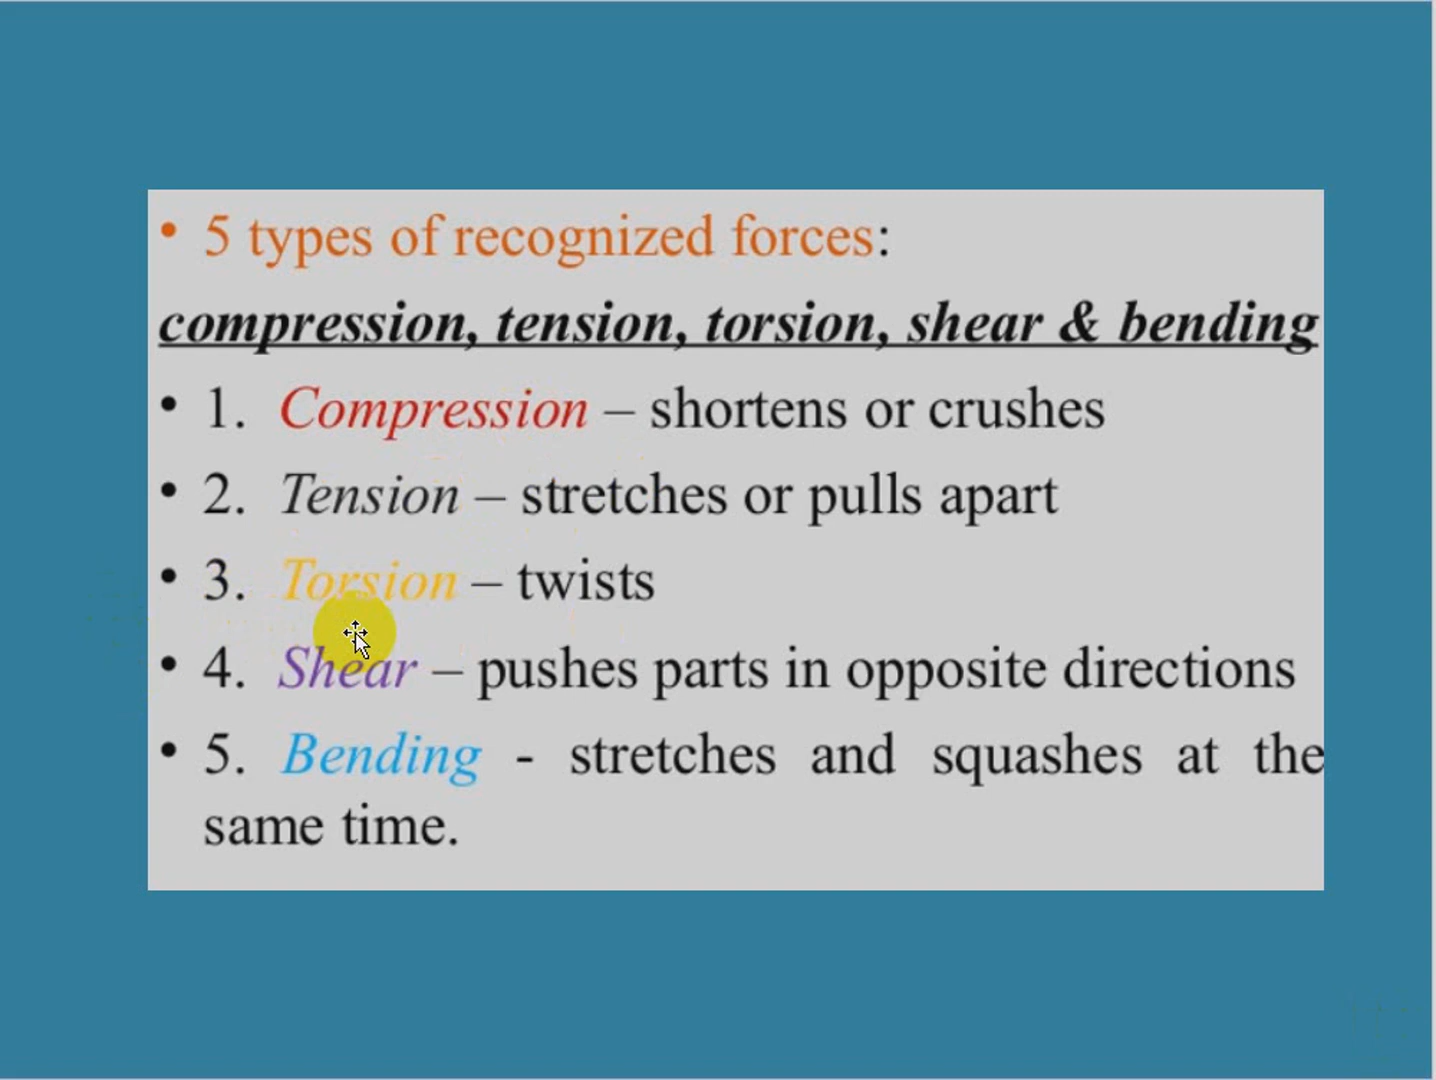 • 5 types of recognized forces:
compression, tension, torsion, shear & bending
• 1. Compression – shortens or crushes
• 2. Tension – stretches or pulls apart
• 3. Torsion – twists
• 4. Shear – pushes parts in opposite directions
• 5. Bending - stretches and squashes at the
same time.